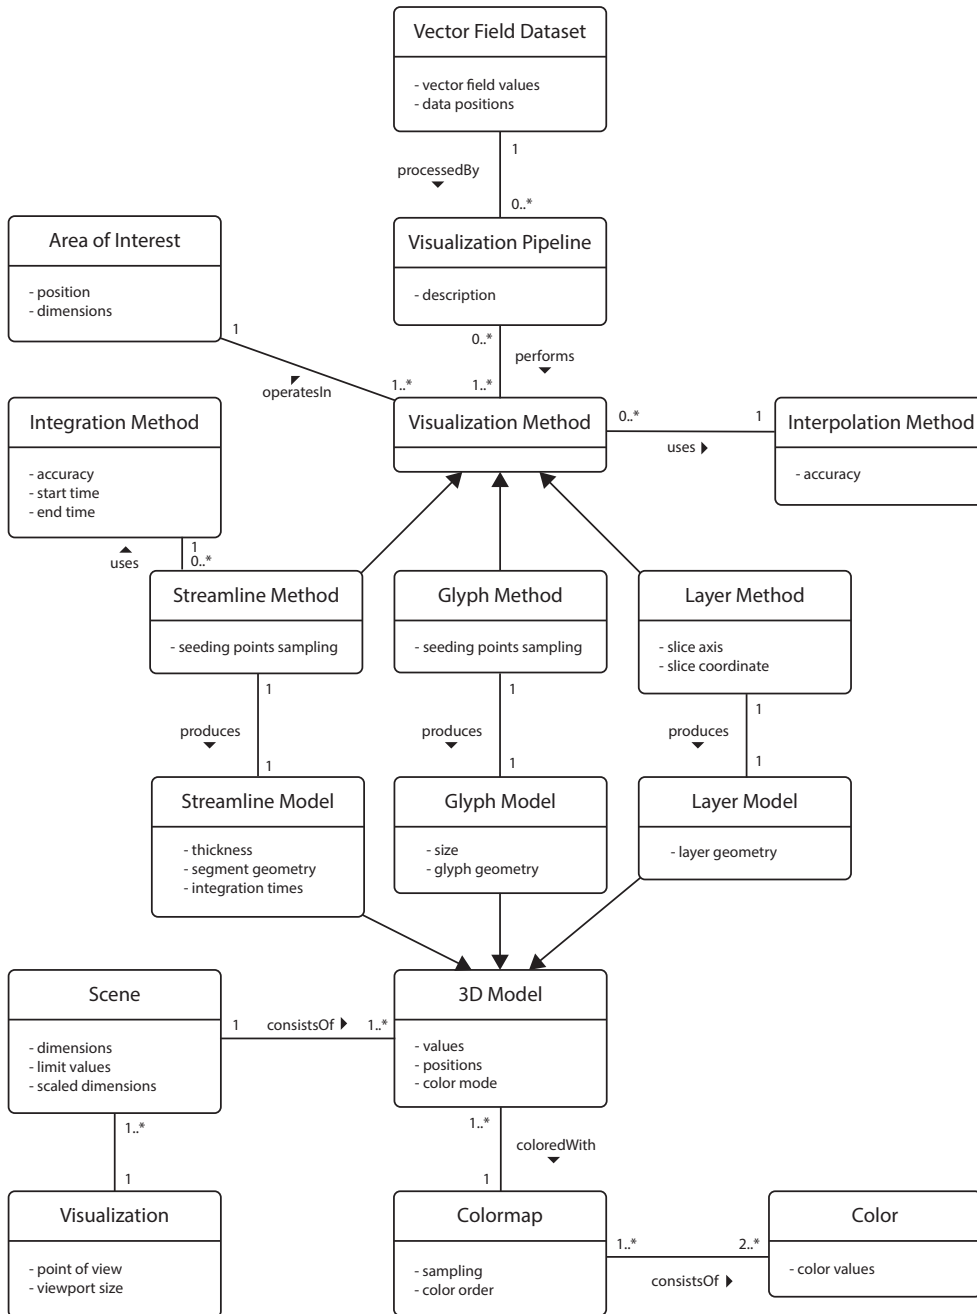 Vector Field Dataset
- vector field values
- data positions
1
processedBy
0..*
Area of Interest
- position
- dimensions
Visualization Pipeline
- description
1
0..*
performs
operatesIn
1..*
1..*
Integration Method
- accuracy
- start time
- end time
Visualization Method
0..*
1
uses
Interpolation Method
- accuracy
1
uses
0..*
Streamline Method
- seeding points sampling
Glyph Method
- seeding points sampling
Layer Method
- slice axis
- slice coordinate
1
1
1
produces
produces
produces
1
1
1
Streamline Model
- thickness
- segment geometry
- integration times
Glyph Model
- size
- glyph geometry
Layer Model
- layer geometry
Scene
- dimensions
- limit values
- scaled dimensions
1
consistsOf
1..*
3D Model
- values
- positions
- color mode
1..*
1..*
coloredWith
1
1
Visualization
- point of view
- viewport size
Colormap
- sampling
- color order
1..*
2..*
consistsOf
Color
- color values